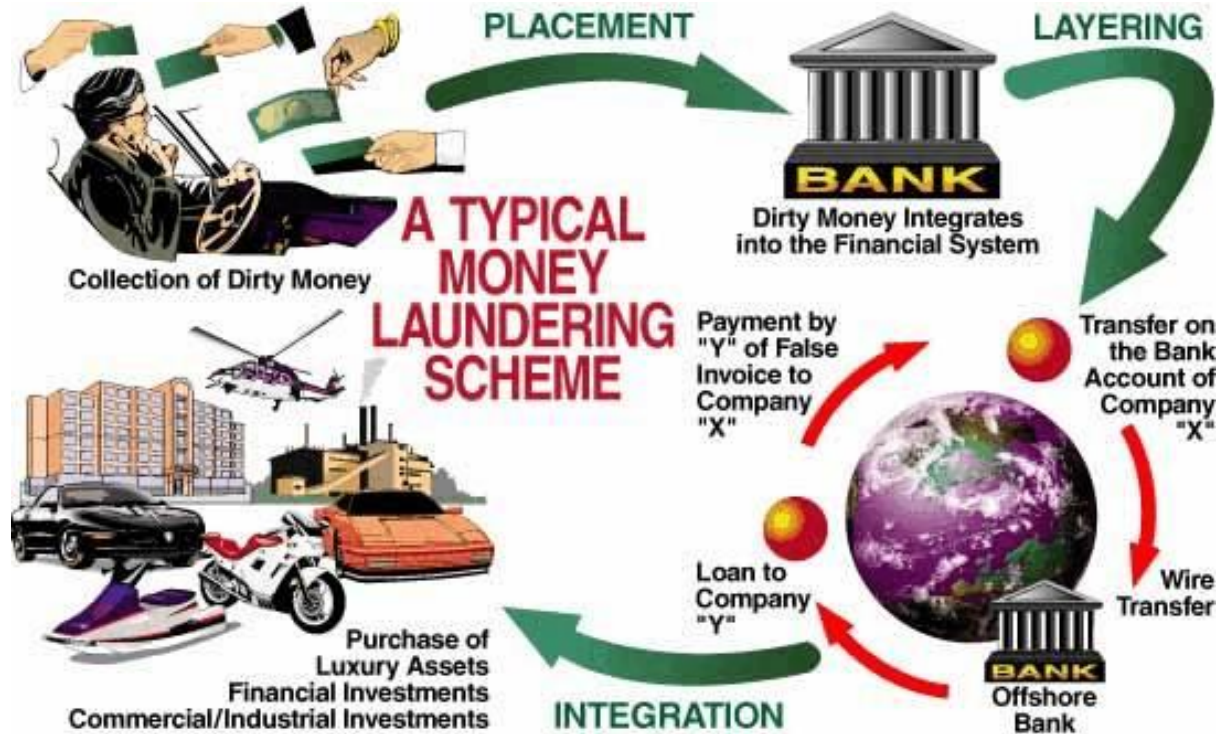 PLACEMENT
LAYERING
BANK
Dirty Money Integrates
into the Financial System
Collection of Dirty Money
A TYPICAL
MONEY
LAUNDERING
SCHEME
Payment by
"Y" of False
Invoice to
Company
"X"
Transfer on
the Bank
Account of
Company
"X"
Wire
Transfer
BANK
Offshore
Bank
Loan to
Company
"Y"
INTEGRATION
Purchase of
Luxury Assets
Financial Investments
Commercial/Industrial Investments